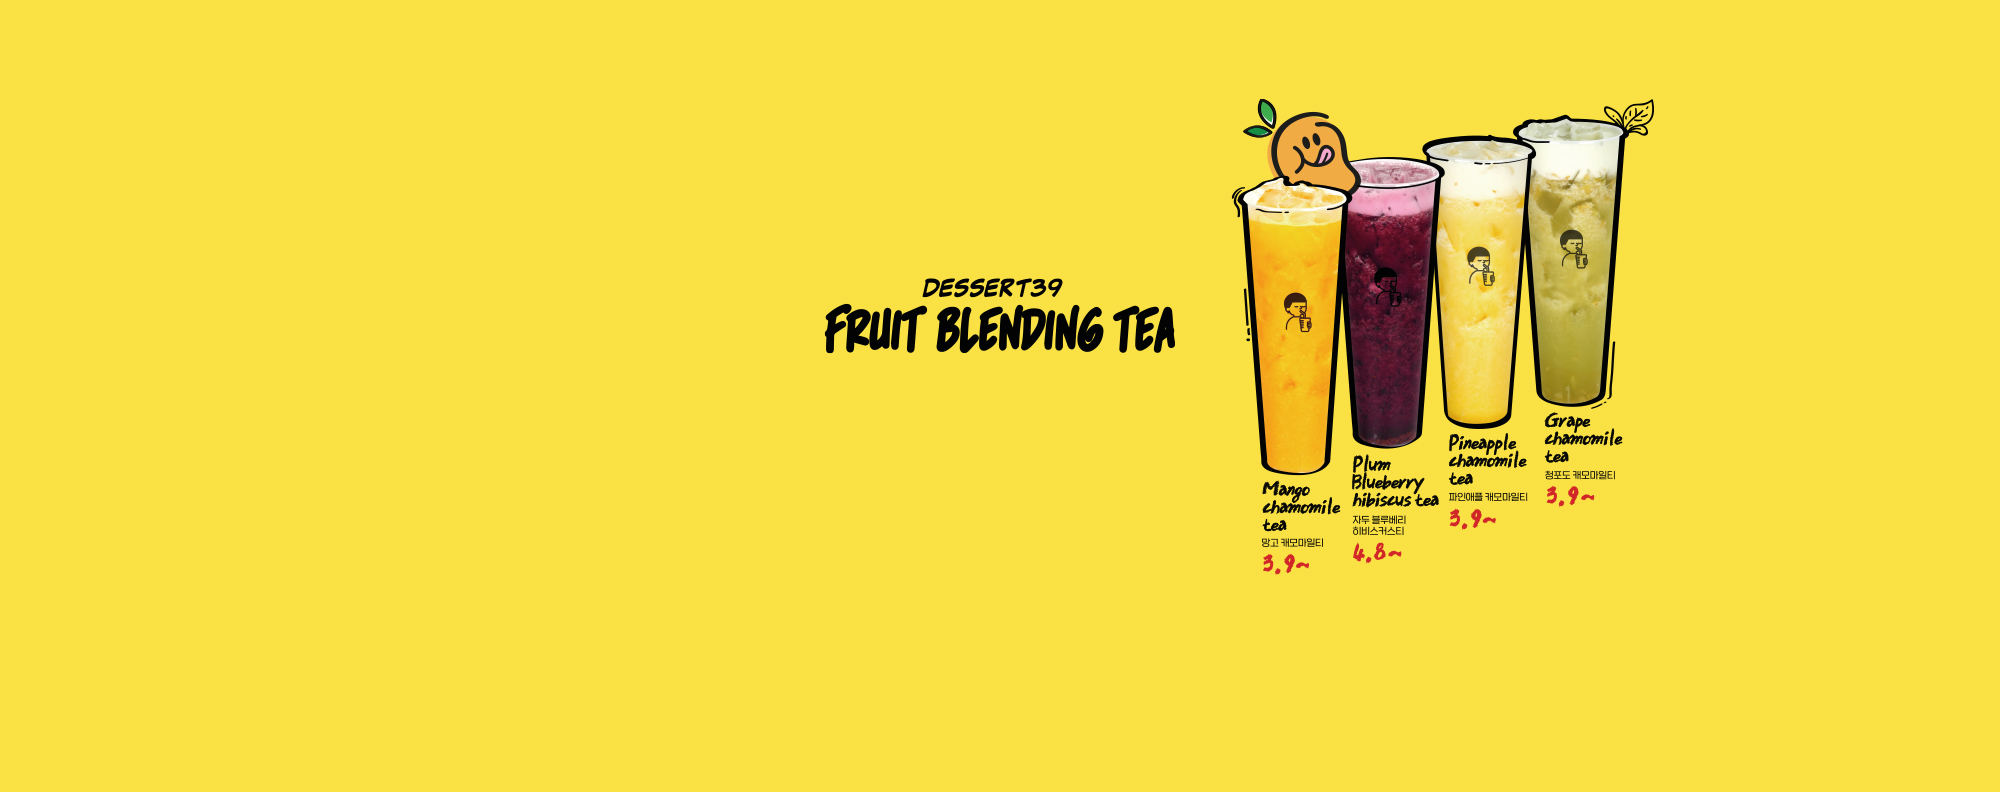 DESSERT39
FRUIT BLENDING TEA
Mango
chamomile
tea
망고 캐모마일티
3.9~
Plum
Blueberry
hibiscus tea
자두 블루베리
히비스커스티
4.8~
Pineapple
chamomile
tea
파인애플 캐모마일티
3.9~
Grape
chamomile
tea
청포도 캐모마일티
3.9~